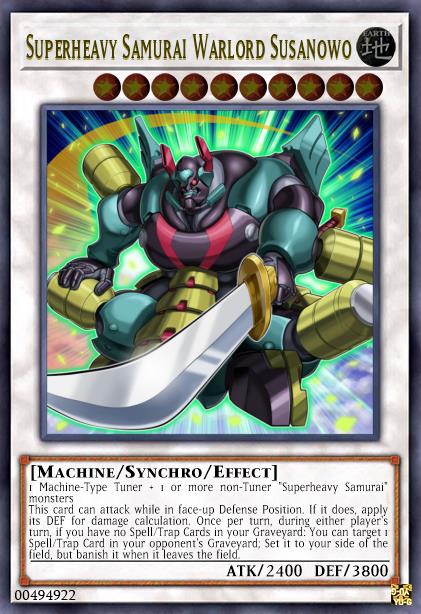 SUPERHEAVY SAMURAI WARLORD SUSANOWO
EARTH
地
[MACHINE/SYNCHRO/EFFECT]
1 Machine-Type Tuner + 1 or more non-Tuner "Superheavy Samurai"
monsters
This card can attack while in face-up Defense Position. If it does, apply
its DEF for damage calculation. Once per turn, during either player's
turn, if you have no Spell/Trap Cards in your Graveyard: You can target 1
Spell/Trap Card in your opponent's Graveyard; Set it to your side of the
field, but banish it when it leaves the field.
ATK/2400 DEF/3800
00494922